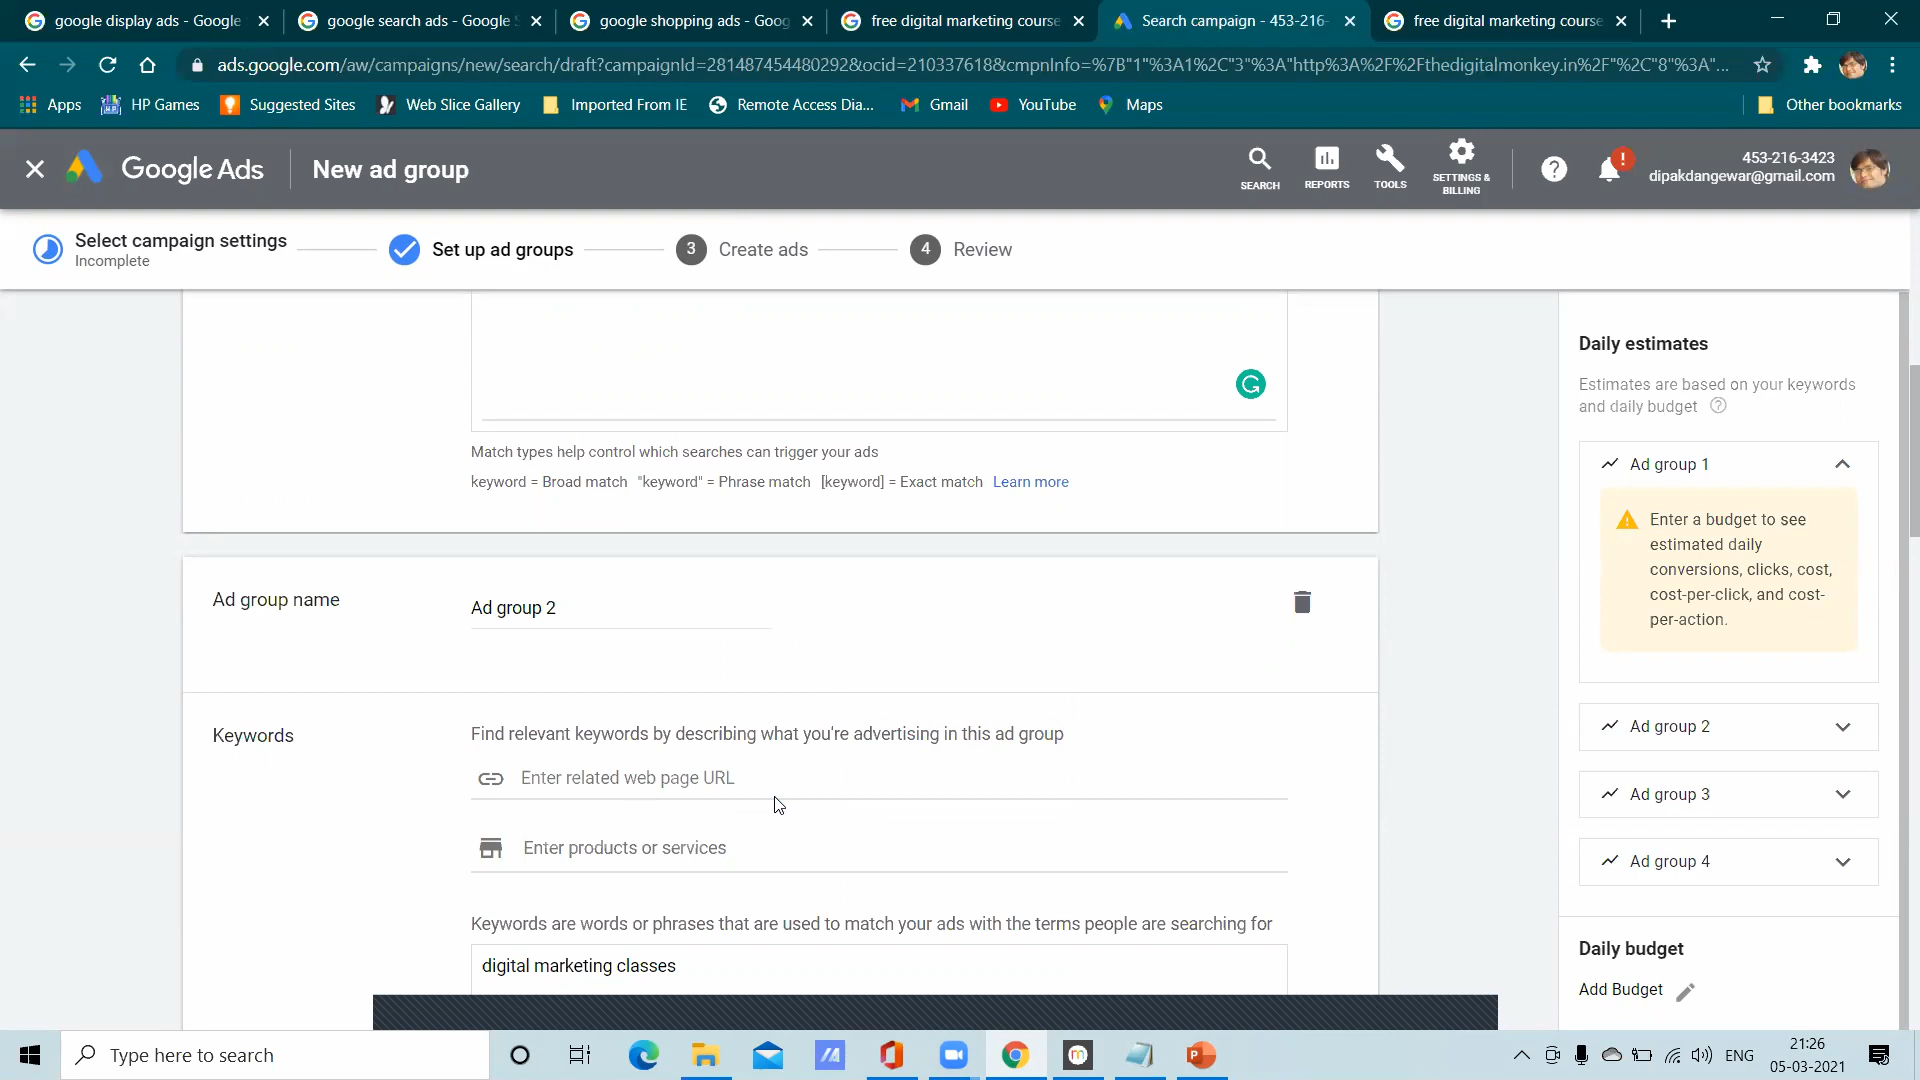 google display ads - Google
google search ads - Google S
google shopping ads - Goog
free digital marketing course
Search campaign - 453-216-
free digital marketing course
ads.google.com/aw/campaigns/new/search/draft?campaignId=281487454480292&ocid=210337618&cmpnInfo=%7B"1"%3A1%2C"3"%3A"http%3A%2F%2Fthedigitalmonkey.in%2F"%2C"8"%3A"...
Apps
HP Games
Suggested Sites
Web Slice Gallery
Imported From IE
Remote Access Dia...
Gmail
YouTube
Maps
Other bookmarks
Google Ads
New ad group
SEARCH
REPORTS
TOOLS
SETTINGS &
BILLING
453-216-3423
dipakdangewar@gmail.com
Select campaign settings
Incomplete
Set up ad groups
3 Create ads
4 Review
Match types help control which searches can trigger your ads
keyword = Broad match "keyword" = Phrase match [keyword] = Exact match Learn more
Ad group name
Ad group 2
Keywords
Find relevant keywords by describing what you're advertising in this ad group
Enter related web page URL
Enter products or services
Keywords are words or phrases that are used to match your ads with the terms people are searching for
digital marketing classes
Daily estimates
Estimates are based on your keywords
and daily budget
Ad group 1
Enter a budget to see
estimated daily
conversions, clicks, cost,
cost-per-click, and cost-
per-action.
Ad group 2
Ad group 3
Ad group 4
Daily budget
Add Budget
Type here to search
ENG
21:26
05-03-2021